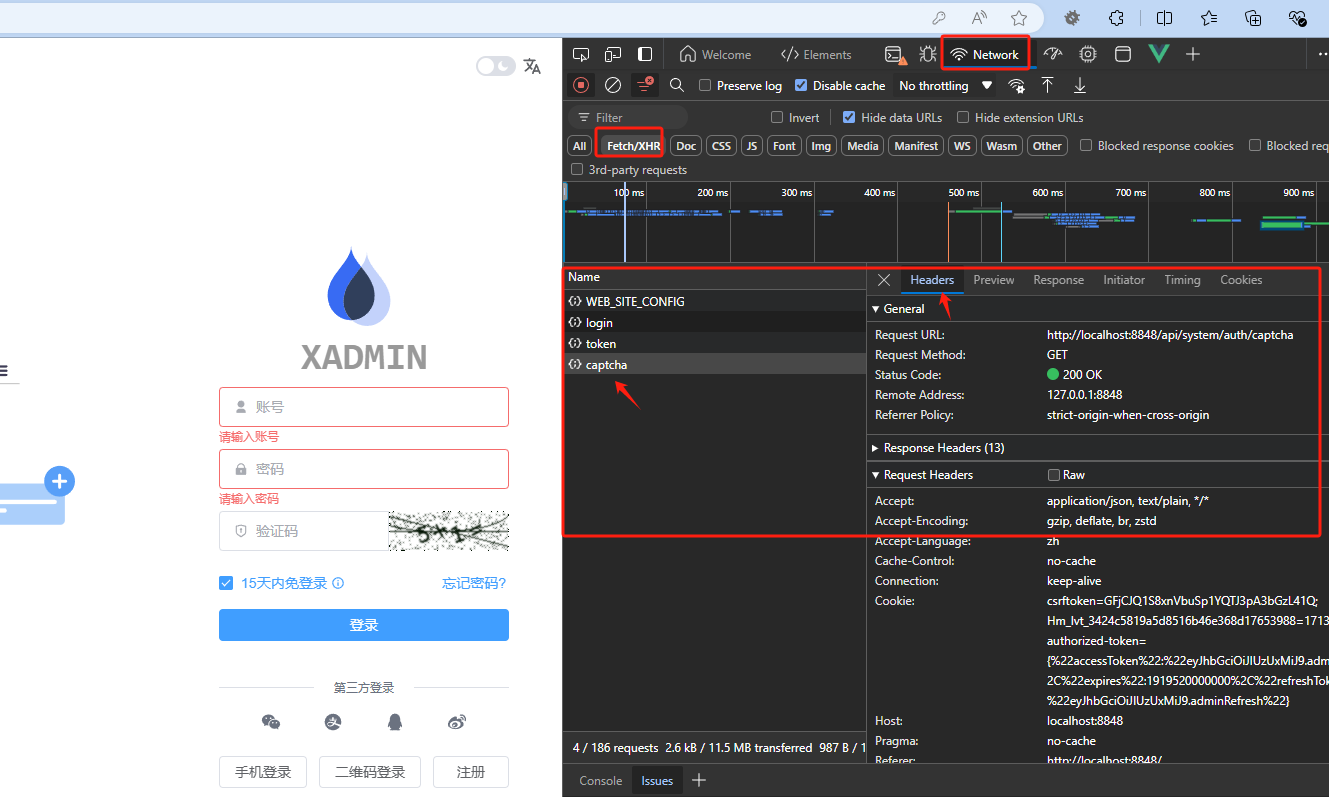 Welcome
Elements
Network
Preserve log
Disable cache
No throttling
Filter
Invert
Hide data URLs
Hide extension URLs
All
Fetch/XHR
Doc
CSS
JS
Font
Img
Media
Manifest
WS
Wasm
Other
Blocked response cookies
Blocked req
3rd-party requests
100 ms
200 ms
300 ms
400 ms
500 ms
600 ms
700 ms
800 ms
900 ms
Name
WEB_SITE_CONFIG
login
token
captcha
Headers
Preview
Response
Initiator
Timing
Cookies
General
Request URL: http://localhost:8848/api/system/auth/captcha
Request Method: GET
Status Code: 200 OK
Remote Address: 127.0.0.1:8848
Referrer Policy: strict-origin-when-cross-origin
Response Headers (13)
Request Headers
Raw
Accept: application/json, text/plain, */*
Accept-Encoding: gzip, deflate, br, zstd
Accept-Language: zh
Cache-Control: no-cache
Connection: keep-alive
Cookie: csrftoken=GFjCJQ1S8xnVbuSp1YQTJ3pA3bGzL41Q;
Hm_lvt_3424c5819a5d8516b46e368d17653988=1713
authorized-token=
{%22accessToken%22:%22eyJhbGciOiJIUzUxMiJ9.adm
2C%22expires%22:1919520000000%2C%22refreshTok
%22eyJhbGciOiJIUzUxMiJ9.adminRefresh%22}
Host: localhost:8848
Pragma: no-cache
Referer: http://localhost:8848/
4 / 186 requests 2.6 kB / 11.5 MB transferred 987 B / 1
Console
Issues
XADMIN
账号
请输入账号
密码
请输入密码
验证码
15天内免登录
忘记密码?
登录
第三方登录
手机登录
二维码登录
注册